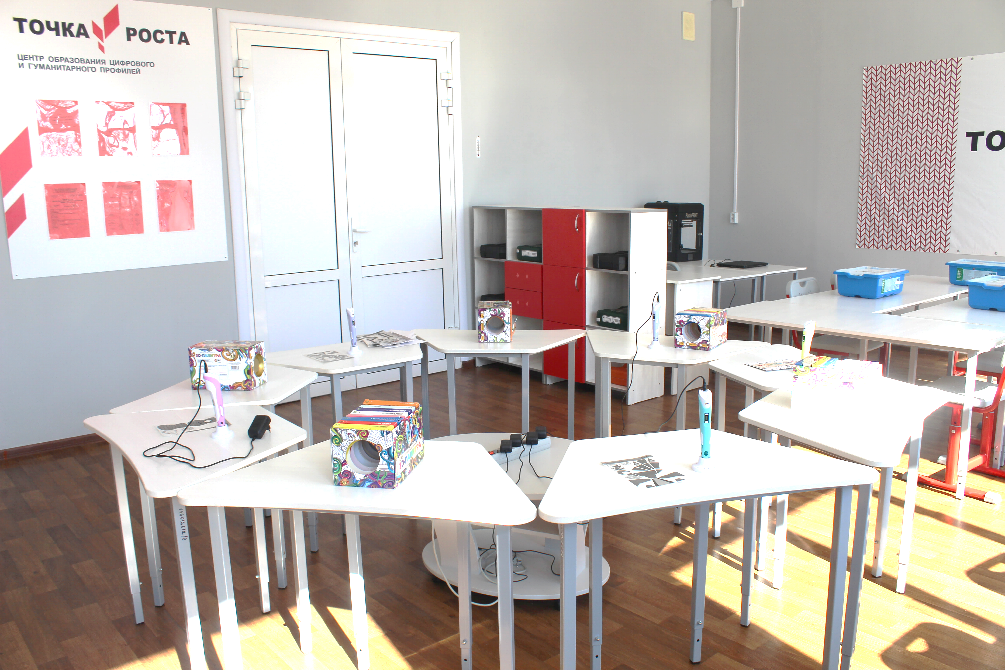 ТОЧКА РОСТА
ЦЕНТР ОБРАЗОВАНИЯ ЦИФРОВОГО
И ГУМАНИТАРНОГО ПРОФИЛЕЙ
ТО